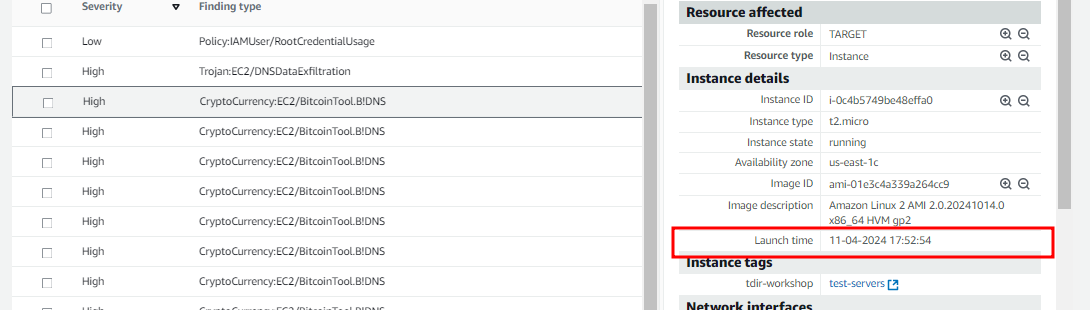 Severity Finding type
Low Policy:IAMUser/RootCredentialUsage
High Trojan:EC2/DNSDataExfiltration
High CryptoCurrency:EC2/BitcoinTool.B!DNS
High CryptoCurrency:EC2/BitcoinTool.B!DNS
High CryptoCurrency:EC2/BitcoinTool.B!DNS
High CryptoCurrency:EC2/BitcoinTool.B!DNS
High CryptoCurrency:EC2/BitcoinTool.B!DNS
High CryptoCurrency:EC2/BitcoinTool.B!DNS
High CryptoCurrency:EC2/BitcoinTool.B!DNS
High CryptoCurrency:EC2/BitcoinTool.B!DNS
Resource affected
Resource role TARGET
Resource type Instance
Instance details
Instance ID i-0c4b5749be48effa0
Instance type t2.micro
Instance state running
Availability zone us-east-1c
Image ID ami-01e3c4a339a264cc9
Image description Amazon Linux 2 AMI 2.0.20241014.0
x86_64 HVM gp2
Launch time 11-04-2024 17:52:54
Instance tags
tdir-workshop test-servers
Network interfaces